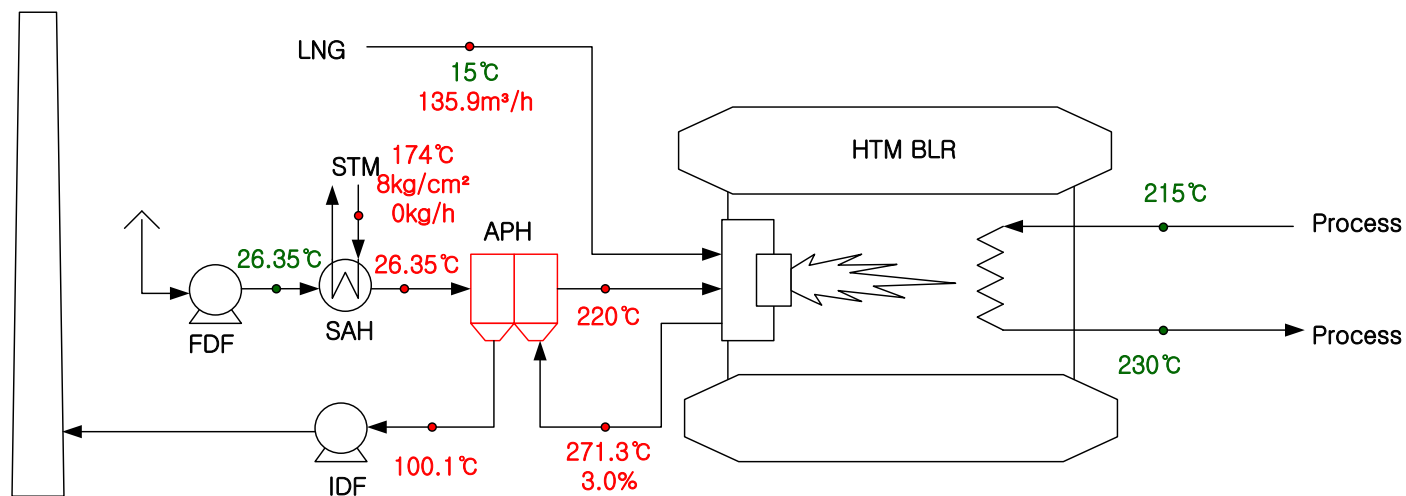 LNG
15℃
135.9m³/h
HTM BLR
STM
174℃
8kg/cm²
0kg/h
215℃
Process
APH
26.35℃
26.35℃
220℃
SAH
FDF
Process
230℃
271.3℃
3.0%
100.1℃
IDF